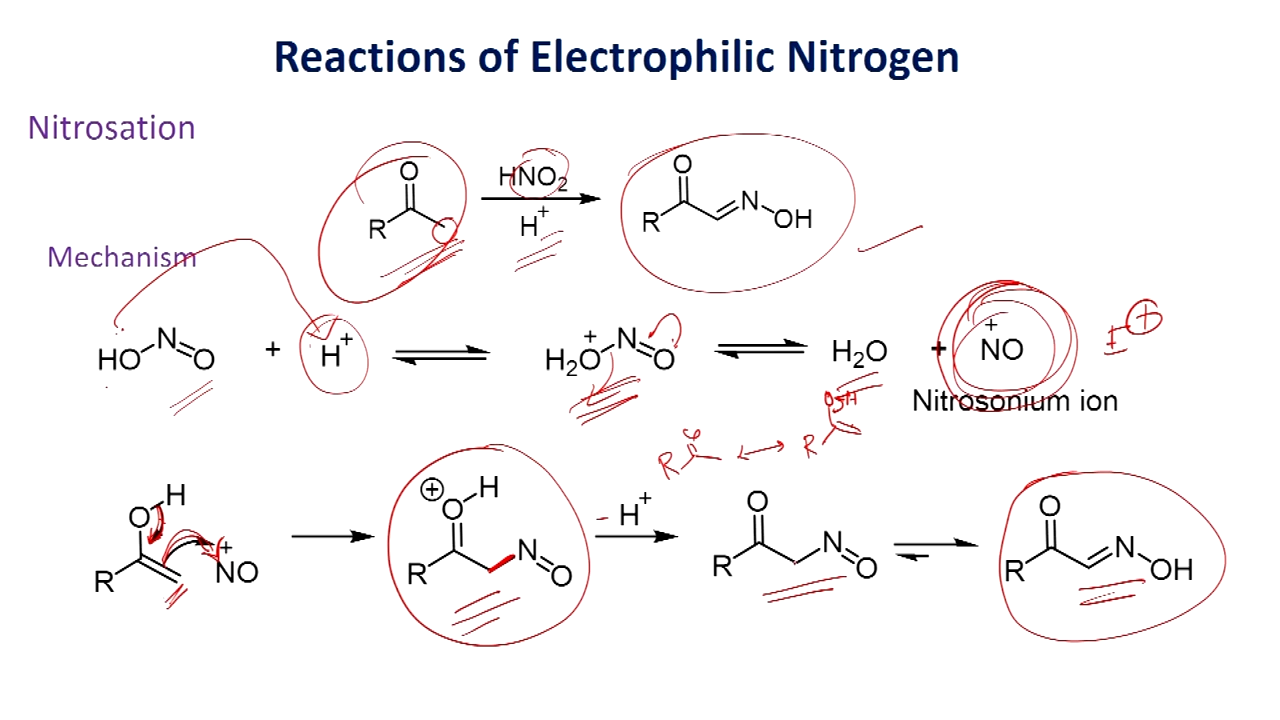 Reactions of Electrophilic Nitrogen
Nitrosation
O HNO2 O
R H+ R N OH
Mechanism
HO N O + H+ H2O+ N O H2O + +NO E+
Nitrosonium ion
R O R OH
O H R +NO + O H R N O - H+ O R N O O R N OH